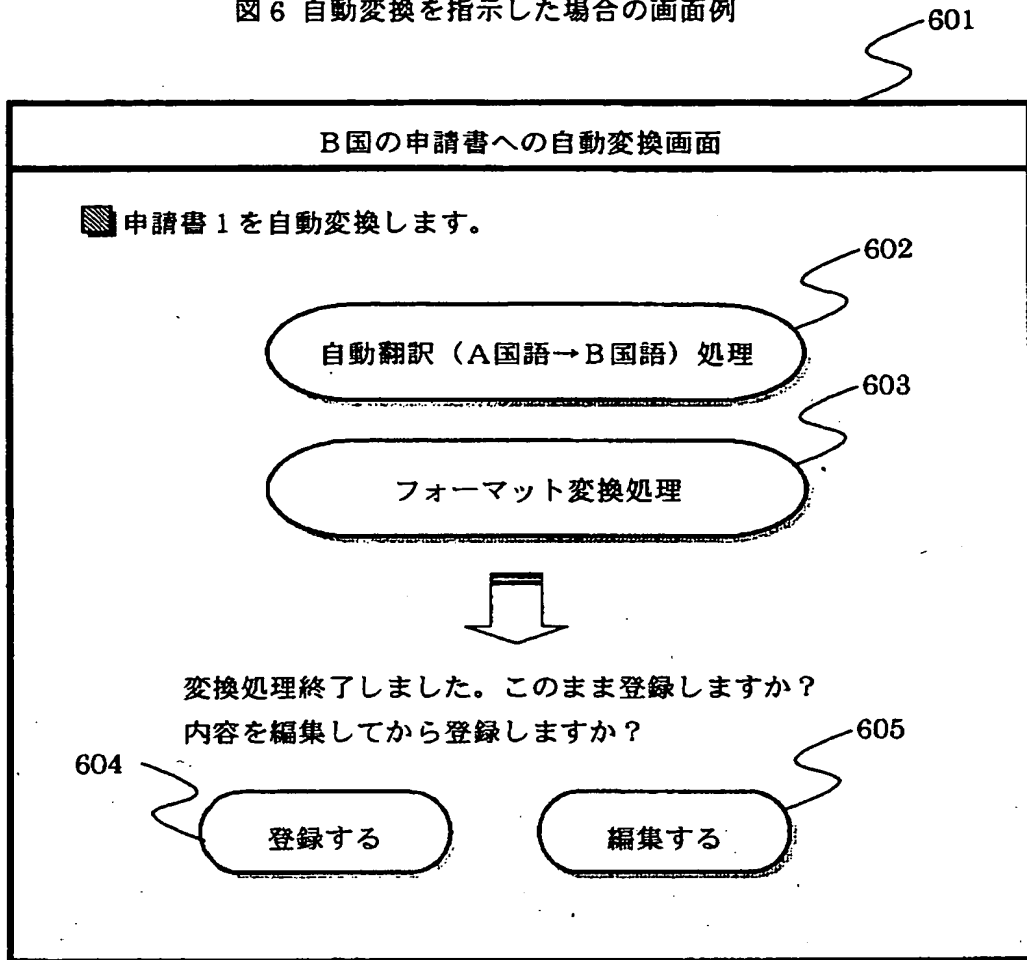 図6 自動変換を指示した場合の画面例
601
B国の申請書への自動変換画面
申請書1を自動変換します。
602
自動翻訳（A国語→B国語）処理
603
フォーマット変換処理
変換処理終了しました。このまま登録しますか？
内容を編集してから登録しますか？
604
605
登録する
編集する